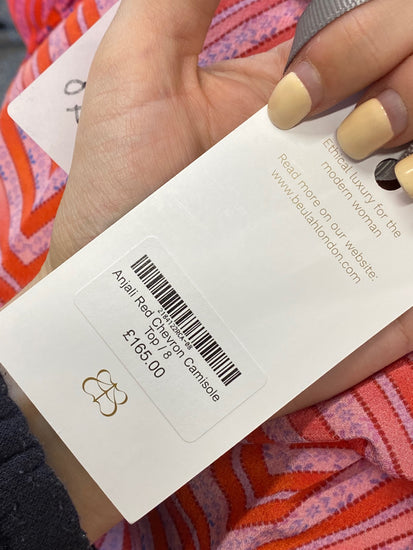 Ethical luxury for the
modern woman
Read more on our website:
www.beulahlondon.com
Anjali Red Chevron Camisole
Top / 8
£165.00